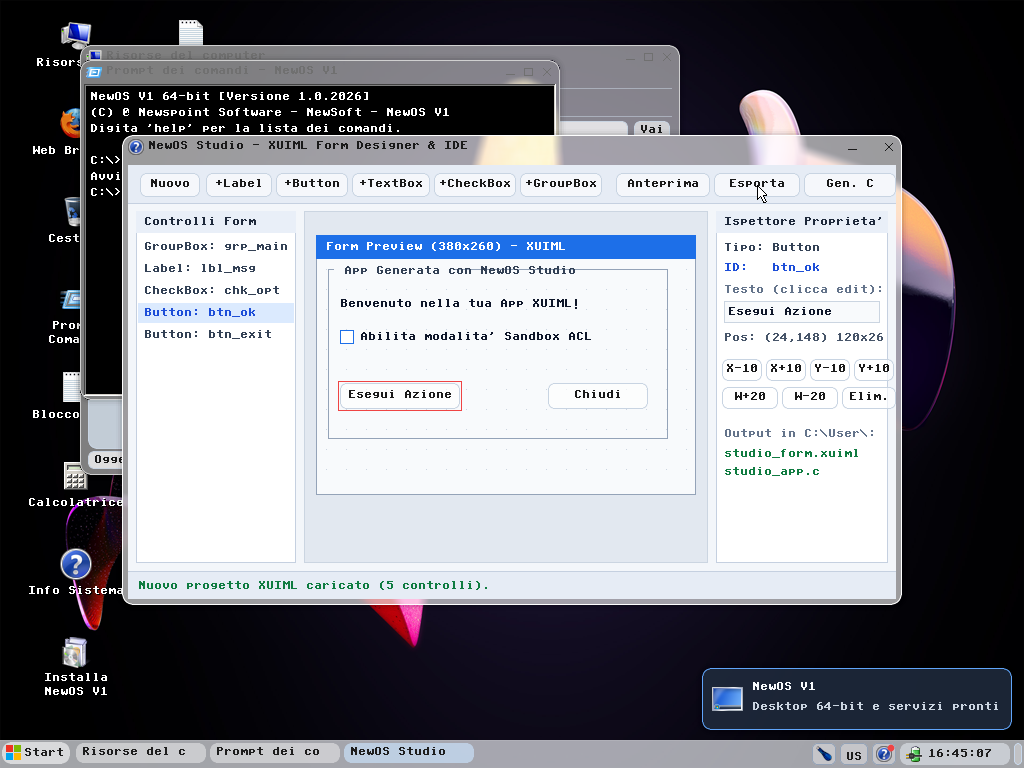 Risors
Web Br
Cest
Pror
Coma
Blocco
Calcolatrice
Info Sistema
Installa
NewOS V1
Risorse del computer
Vai
Ogge
Prompt dei comandi - NewOS V1
NewOS V1 64-bit [Versione 1.0.2026]
(C) @ Newspoint Software - NewSoft - NewOS V1
Digita 'help' per la lista dei comandi.
C:\>
Avvi
C:\>
NewOS Studio - XUIML Form Designer & IDE
Nuovo +Label +Button +TextBox +CheckBox +GroupBox Anteprima Esporta Gen. C
Controlli Form
GroupBox: grp_main
Label: lbl_msg
CheckBox: chk_opt
Button: btn_ok
Button: btn_exit
Form Preview (380x260) - XUIML
App Generata con NewOS Studio
Benvenuto nella tua App XUIML!
Abilita modalita' Sandbox ACL
Esegui Azione Chiudi
Ispettore Proprieta'
Tipo: Button
ID: btn_ok
Testo (clicca edit):
Esegui Azione
Pos: (24,148) 120x26
X-10 X+10 Y-10 Y+10
W+20 W-20 Elim.
Output in C:\User\:
studio_form.xuiml
studio_app.c
Nuovo progetto XUIML caricato (5 controlli).
NewOS V1
Desktop 64-bit e servizi pronti
Start Risorse del c Prompt dei co NewOS Studio US 16:45:07